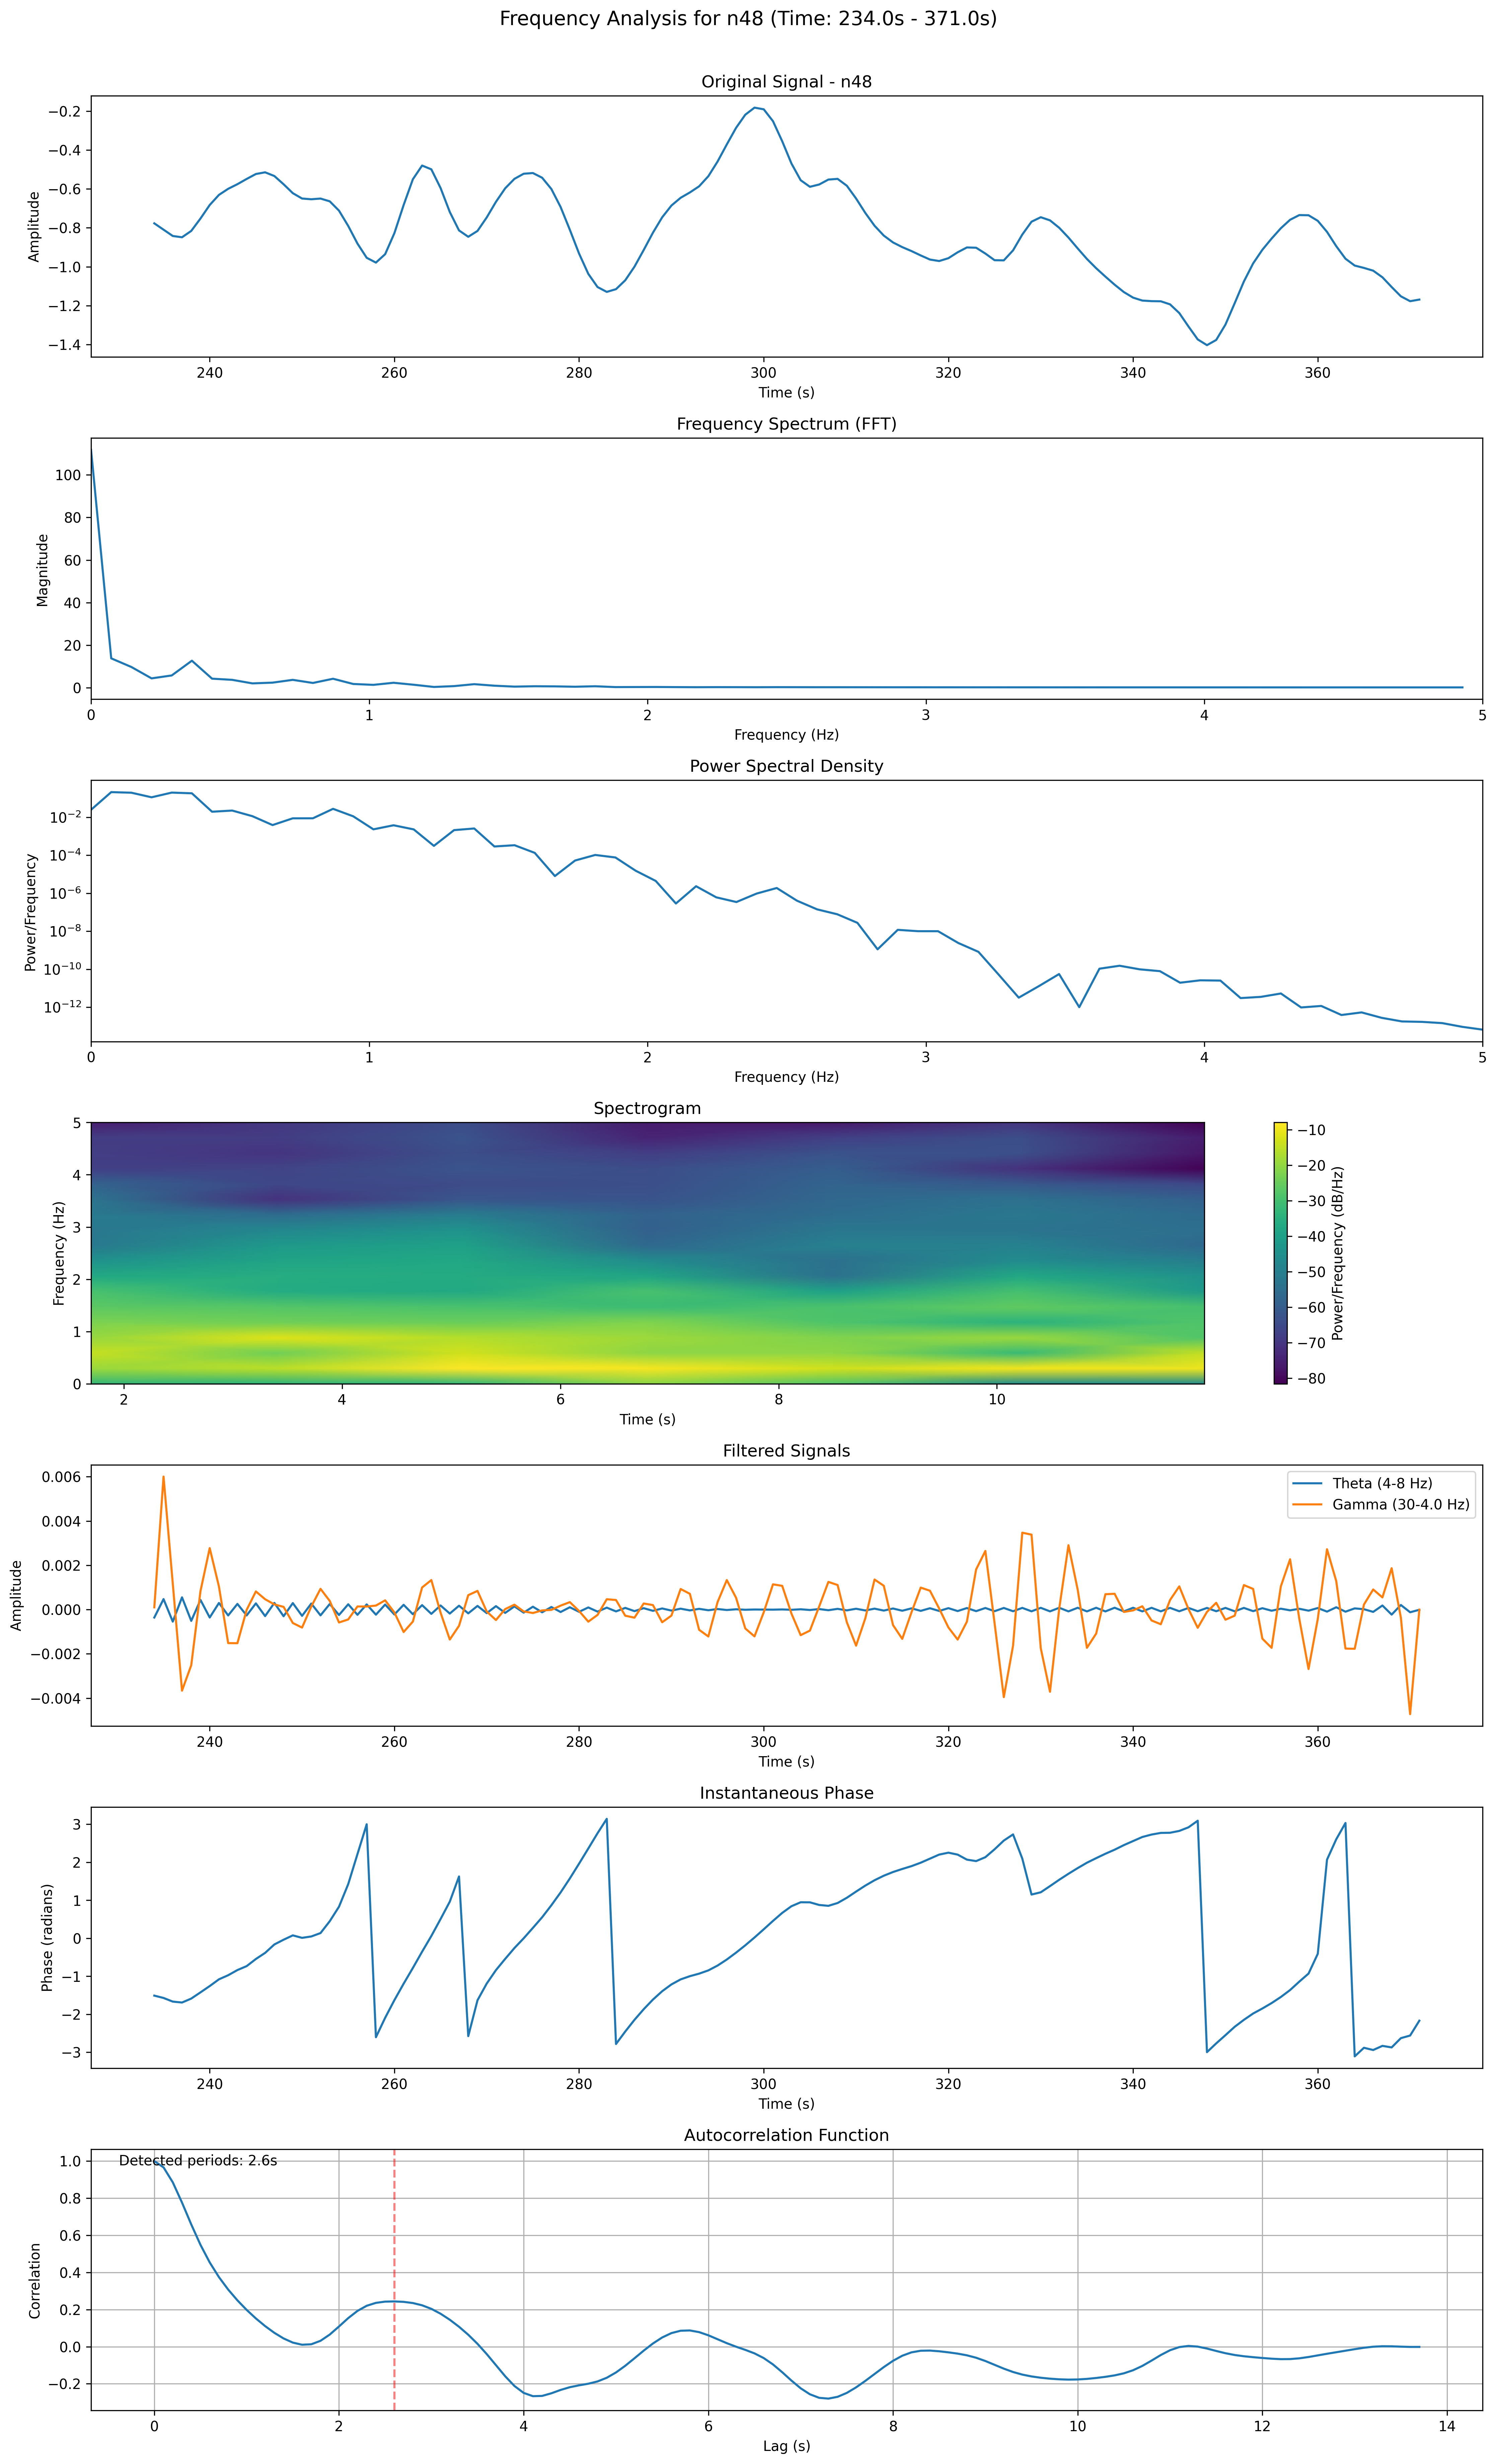 Frequency Analysis for n48 (Time: 234.0s - 371.0s)
Original Signal - n48
Amplitude
−0.2
−0.4
−0.6
−0.8
−1.0
−1.2
−1.4
240 260 280 300 320 340 360
Time (s)
Frequency Spectrum (FFT)
Magnitude
100
80
60
40
20
0
0 1 2 3 4 5
Frequency (Hz)
Power Spectral Density
Power/Frequency
10⁻²
10⁻⁴
10⁻⁶
10⁻⁸
10⁻¹⁰
10⁻¹²
0 1 2 3 4 5
Frequency (Hz)
Spectrogram
Frequency (Hz)
5
4
3
2
1
0
2 4 6 8 10
Time (s)
−10
−20
−30
−40
−50
−60
−70
−80
Power/Frequency (dB/Hz)
Filtered Signals
Amplitude
0.006
0.004
0.002
0.000
−0.002
−0.004
Theta (4-8 Hz)
Gamma (30-4.0 Hz)
240 260 280 300 320 340 360
Time (s)
Instantaneous Phase
Phase (radians)
3
2
1
0
−1
−2
−3
240 260 280 300 320 340 360
Time (s)
Autocorrelation Function
Detected periods: 2.6s
Correlation
1.0
0.8
0.6
0.4
0.2
0.0
−0.2
0 2 4 6 8 10 12 14
Lag (s)